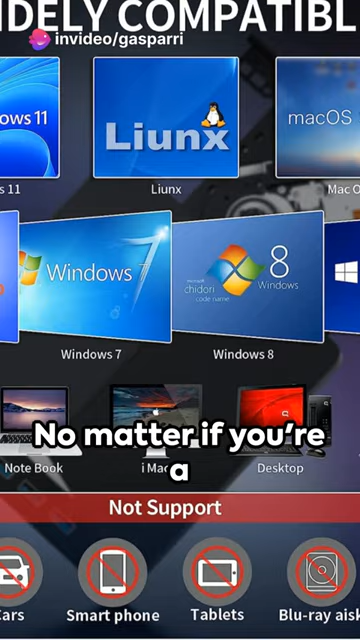 IDELY COMPATIBL
invideo/gasparri
ows 11
Liunx
macOS
s 11
Liunx
Mac O
Windows 7
microsoft
chidori
code name
8
Windows
Windows 7
Windows 8
No matter if you're
a
Note Book
i Mac
Desktop
Not Support
Cars
Smart phone
Tablets
Blu-ray aisk